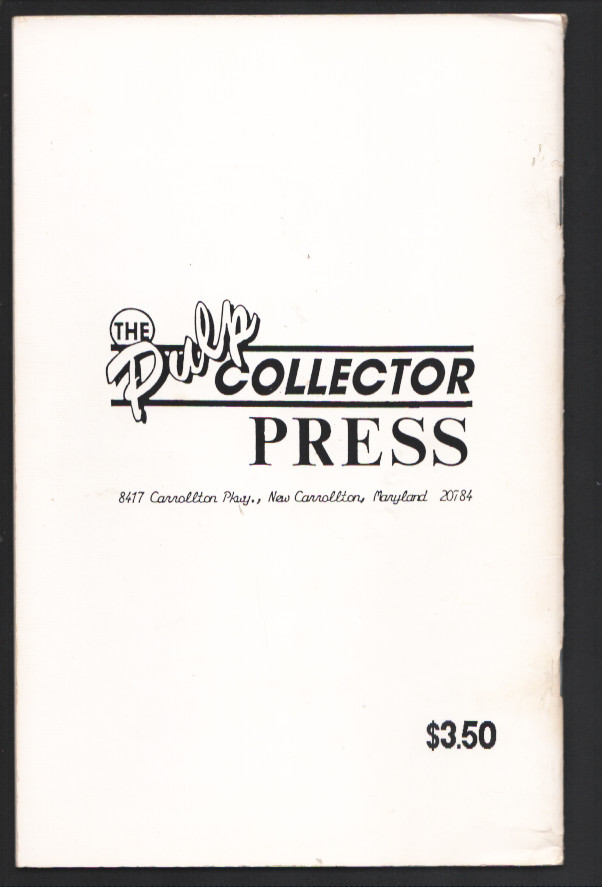 THE
Pulp
COLLECTOR
PRESS
8417 Carrollton Pkwy., New Carrollton, Maryland 20784
$3.50